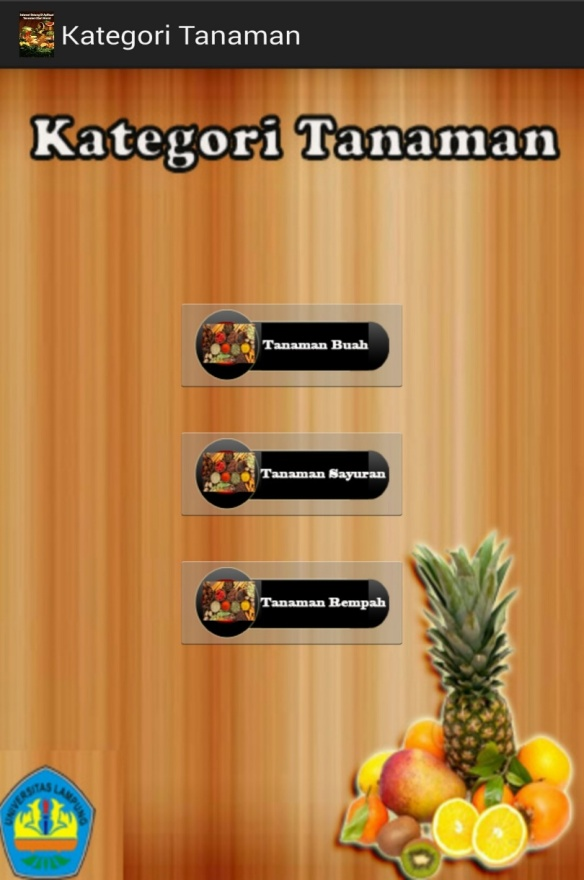 Kategori Tanaman
Kategori Tanaman
Tanaman Buah
Tanaman Sayuran
Tanaman Rempah
UNIVERSITAS LAMPUNG